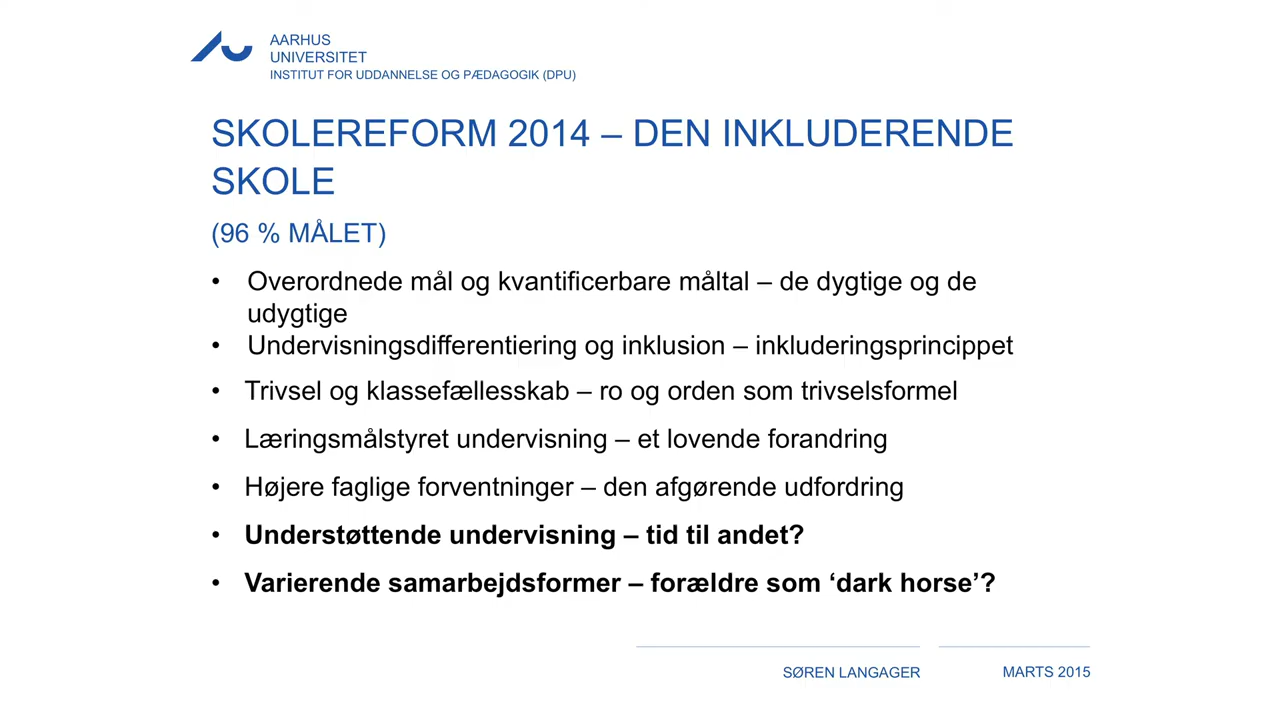 AARHUS
UNIVERSITET
INSTITUT FOR UDDANNELSE OG PÆDAGOGIK (DPU)
SKOLEREFORM 2014 – DEN INKLUDERENDE
SKOLE
(96 % MÅLET)
• Overordnede mål og kvantificerbare måltal – de dygtige og de
udygtige
• Undervisningsdifferentiering og inklusion – inkluderingsprincippet
• Trivsel og klassefællesskab – ro og orden som trivselsformel
• Læringsmålstyret undervisning – et lovende forandring
• Højere faglige forventninger – den afgørende udfordring
• Understøttende undervisning – tid til andet?
• Varierende samarbejdsformer – forældre som ‘dark horse’?
SØREN LANGAGER
MARTS 2015